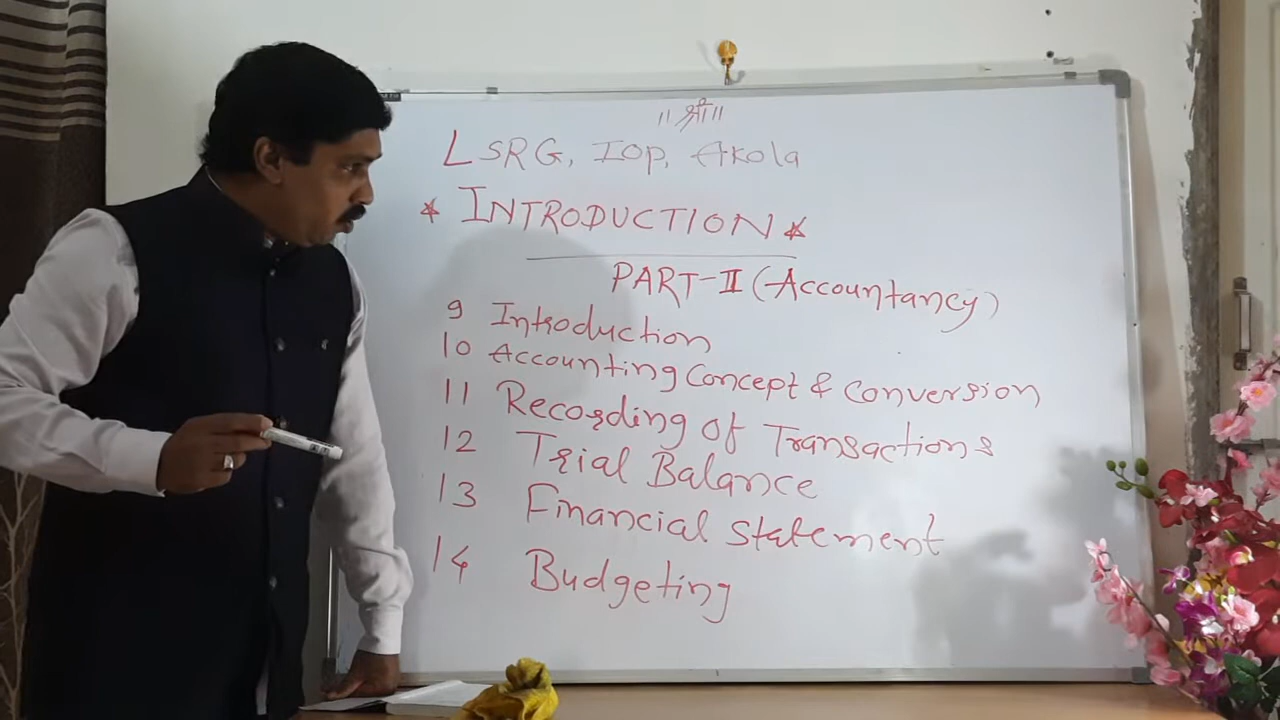 ॥ श्री ॥
LSRG, IOP, Akola
* INTRODUCTION *
PART-II (Accountancy)
9 Introduction
10 Accounting Concept & Conversion
11 Recording of Transactions
12 Trial Balance
13 Financial Statement
14 Budgeting